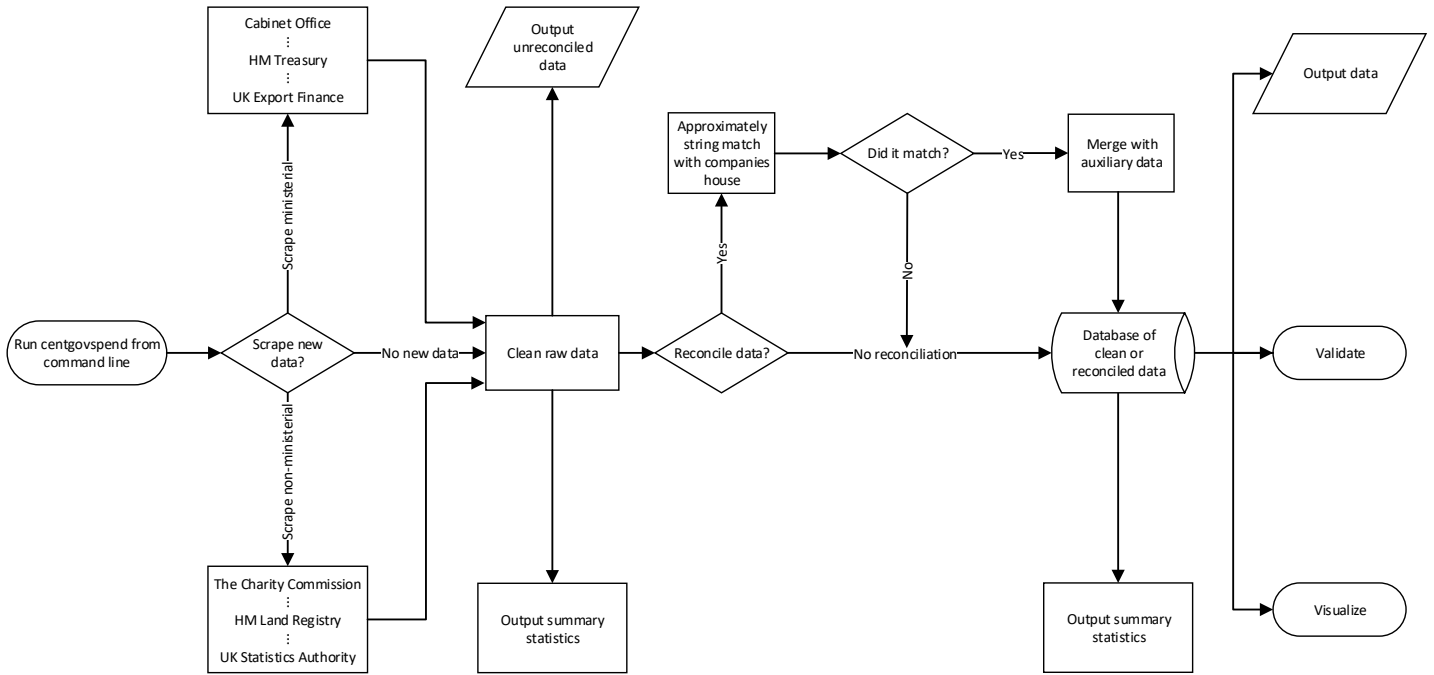 Cabinet Office
⋮
HM Treasury
⋮
UK Export Finance
Output
unreconciled
data
Output data
Approximately
string match
with companies
house
Did it match?
Yes
Merge with
auxiliary data
Scrape ministerial
Yes
No
Run centgovspend from
command line
Scrape new
data?
No new data
Clean raw data
Reconcile data?
No reconciliation
Database of
clean or
reconciled data
Validate
Scrape non-ministerial
The Charity Commission
⋮
HM Land Registry
⋮
UK Statistics Authority
Output summary
statistics
Output summary
statistics
Visualize